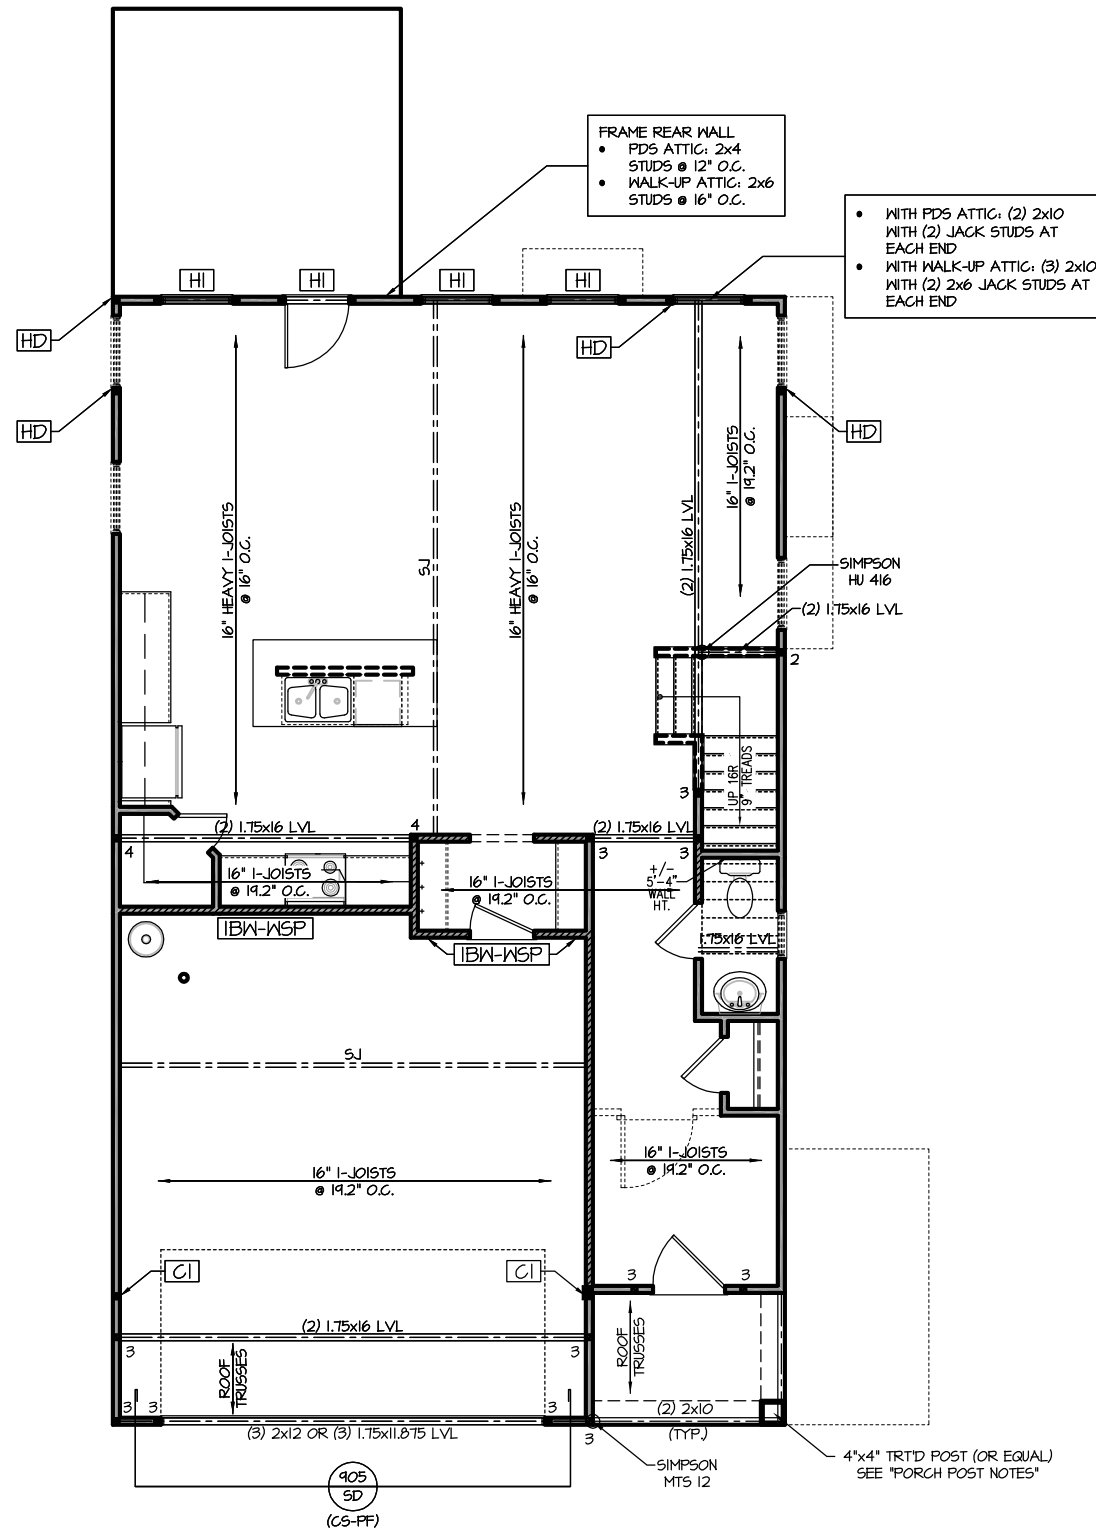 FRAME REAR WALL
• PDS ATTIC: 2x4
STUDS @ 12" O.C.
• WALK-UP ATTIC: 2x6
STUDS @ 16" O.C.
• WITH PDS ATTIC: (2) 2x10
WITH (2) JACK STUDS AT
EACH END
• WITH WALK-UP ATTIC: (3) 2x10
WITH (2) 2x6 JACK STUDS AT
EACH END
H1
H1
H1
H1
HD
HD
HD
HD
16" HEAVY I-JOISTS
@ 16" O.C.
SJ
16" HEAVY I-JOISTS
@ 16" O.C.
(2) 1.75x16 LVL
16" I-JOISTS
@ 19.2" O.C.
SIMPSON
HU 416
(2) 1.75x16 LVL
2
UP 16R
9" TREADS
3
(2) 1.75x16 LVL
4
(2) 1.75x16 LVL
4
3
3
16" I-JOISTS
@ 19.2" O.C.
16" I-JOISTS
@ 19.2" O.C.
+/-
5'-4"
WALL
HT.
IBW-WSP
IBW-WSP
1.75x16 LVL
SJ
16" I-JOISTS
@ 19.2" O.C.
16" I-JOISTS
@ 19.2" O.C.
C1
C1
3
3
(2) 1.75x16 LVL
3
3
ROOF
TRUSSES
ROOF
TRUSSES
3
3
3
(3) 2x12 OR (3) 1.75x11.875 LVL
3
(2) 2x10
(TYP.)
SIMPSON
MTS 12
4"x4" TRT'D POST (OR EQUAL)
SEE "PORCH POST NOTES"
905
SD
(CS-PF)